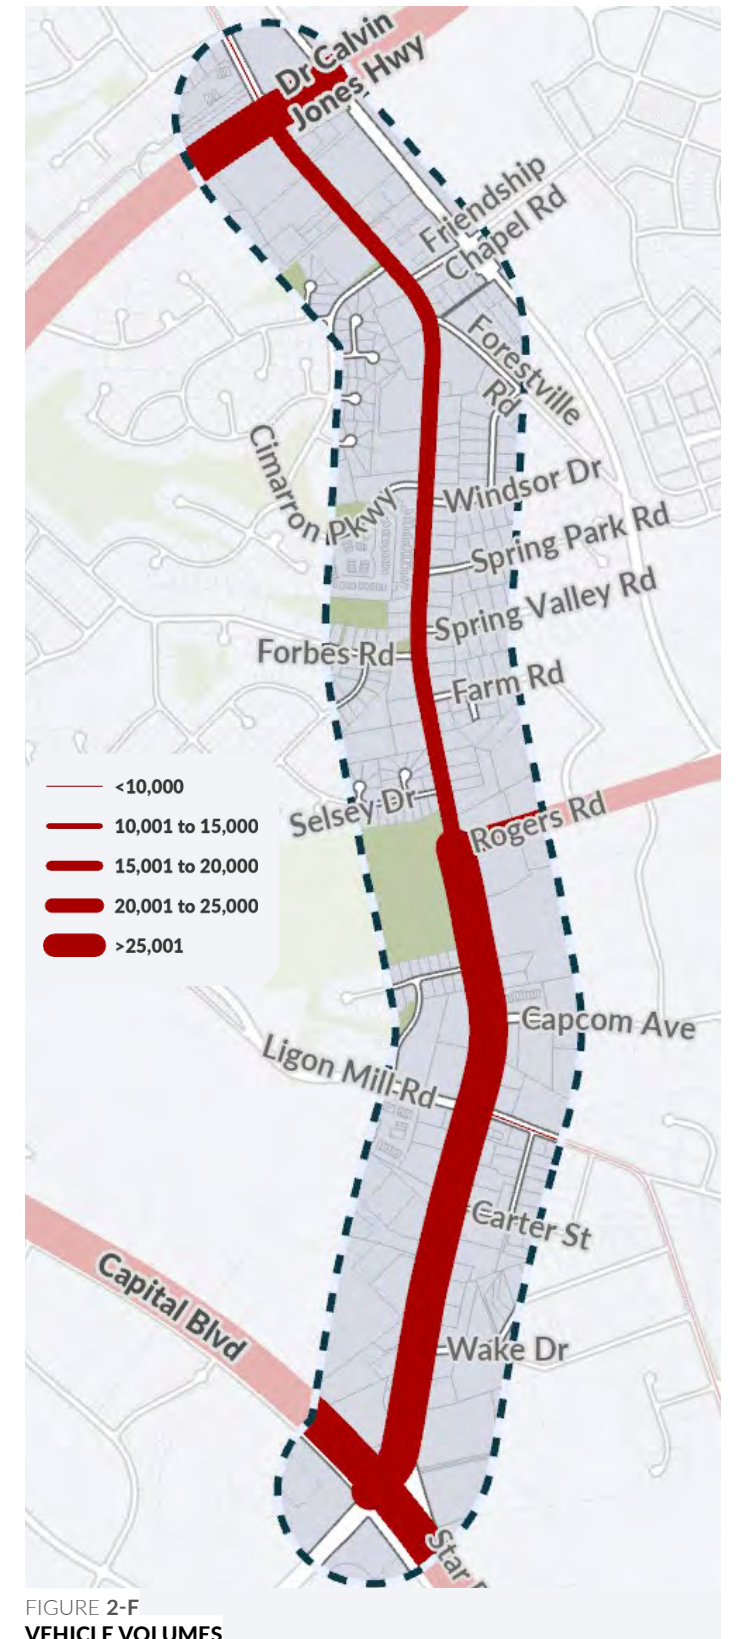 Dr Calvin
Jones Hwy
Friendship
Chapel Rd
Forestville
Rd
Cimarron Pkwy
Windsor Dr
Spring Park Rd
Spring Valley Rd
Forbes Rd
Farm Rd
<10,000
10,001 to 15,000
15,001 to 20,000
20,001 to 25,000
>25,001
Selsey Dr
Rogers Rd
Capcom Ave
Ligon Mill Rd
Carter St
Capital Blvd
Wake Dr
Star
FIGURE 2-F
VEHICLE VOLUMES